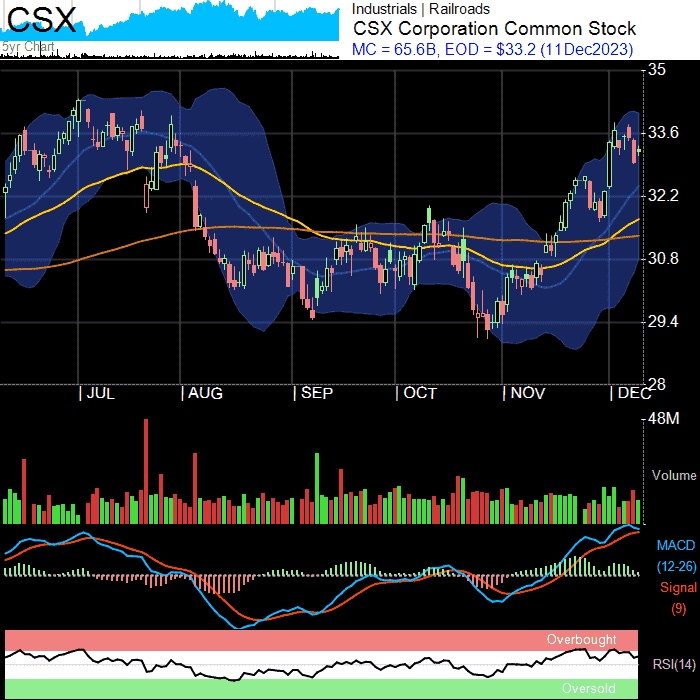 CSX
5yr Chart
Industrials | Railroads
CSX Corporation Common Stock
MC = 65.6B, EOD = $33.2 (11Dec2023)
35
33.6
32.2
30.8
29.4
28
| JUL | AUG | SEP | OCT | NOV | DEC
48M
Volume
MACD
(12-26)
Signal
(9)
Overbought
RSI(14)
Oversold